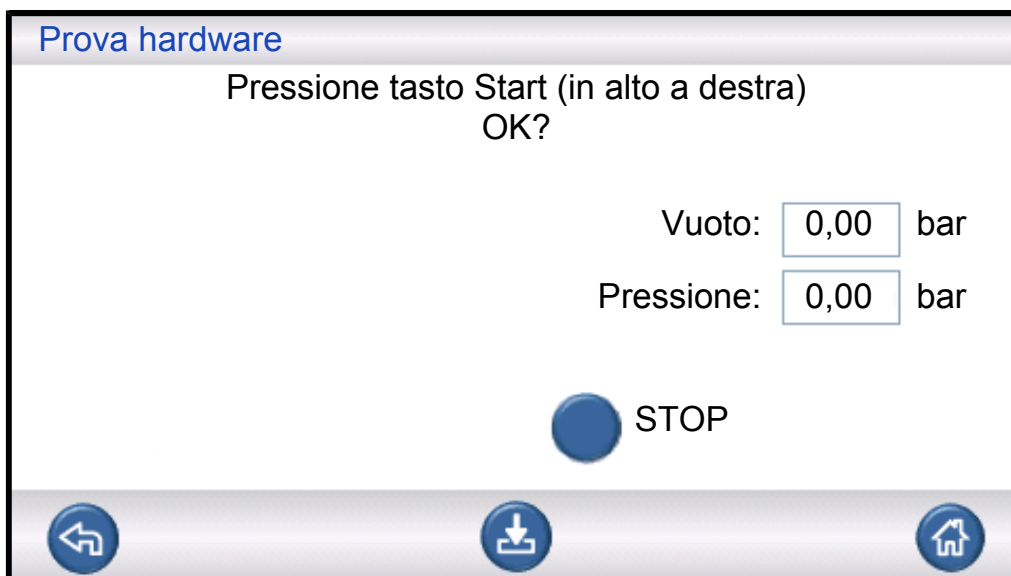 Prova hardware
Pressione tasto Start (in alto a destra)
OK?
Vuoto: 0,00 bar
Pressione: 0,00 bar
STOP